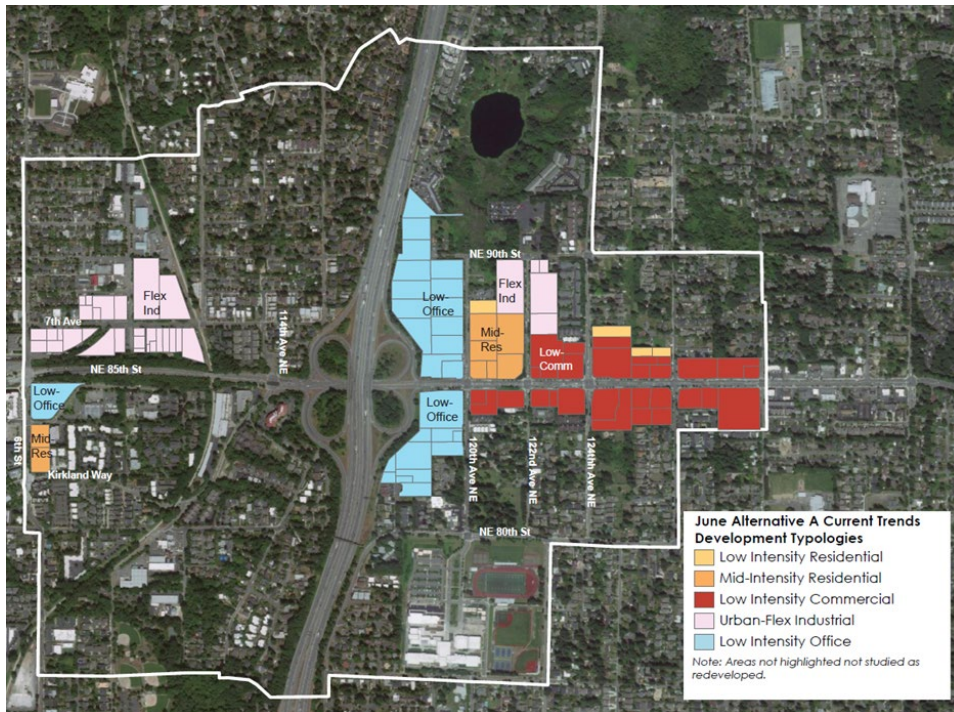 NE 90th St
Flex
Ind
Flex
Ind
Low-
Office
7th Ave
114th Ave NE
Mid-
Res
Low-
Comm
NE 85th St
Low-
Office
Low-
Office
6th St
Mid
Res
Kirkland Way
120th Ave NE
122nd Ave NE
124thh Ave NE
NE 80th St
June Alternative A Current Trends
Development Typologies
Low Intensity Residential
Mid-Intensity Residential
Low Intensity Commercial
Urban-Flex Industrial
Low Intensity Office
Note: Areas not highlighted not studied as
redeveloped.